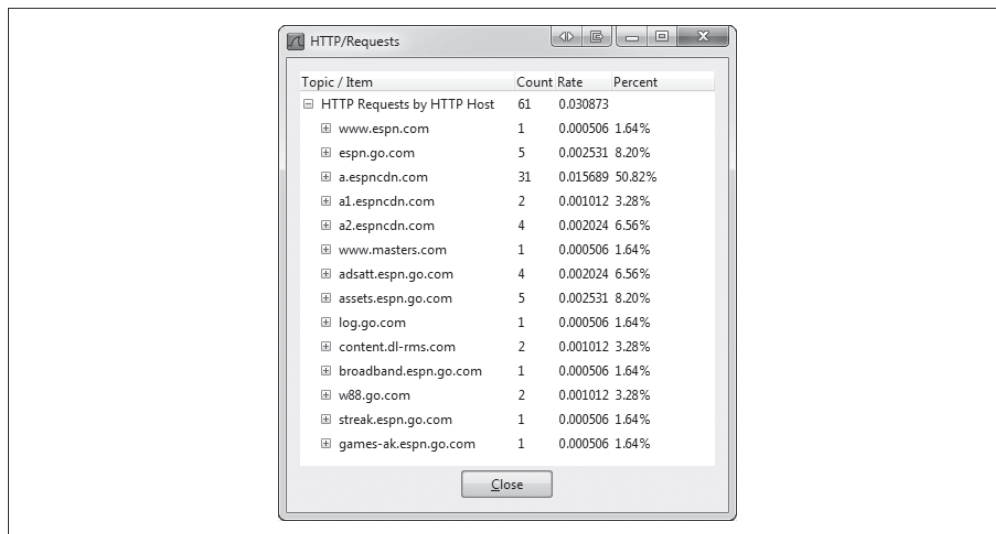 HTTP/Requests
Topic / Item Count Rate Percent
HTTP Requests by HTTP Host 61 0.030873
www.espn.com 1 0.000506 1.64%
espn.go.com 5 0.002531 8.20%
a.espncdn.com 31 0.015689 50.82%
a1.espncdn.com 2 0.001012 3.28%
a2.espncdn.com 4 0.002024 6.56%
www.masters.com 1 0.000506 1.64%
adsatt.espn.go.com 4 0.002024 6.56%
assets.espn.go.com 5 0.002531 8.20%
log.go.com 1 0.000506 1.64%
content.dl-rms.com 2 0.001012 3.28%
broadband.espn.go.com 1 0.000506 1.64%
w88.go.com 2 0.001012 3.28%
streak.espn.go.com 1 0.000506 1.64%
games-ak.espn.go.com 1 0.000506 1.64%
Close